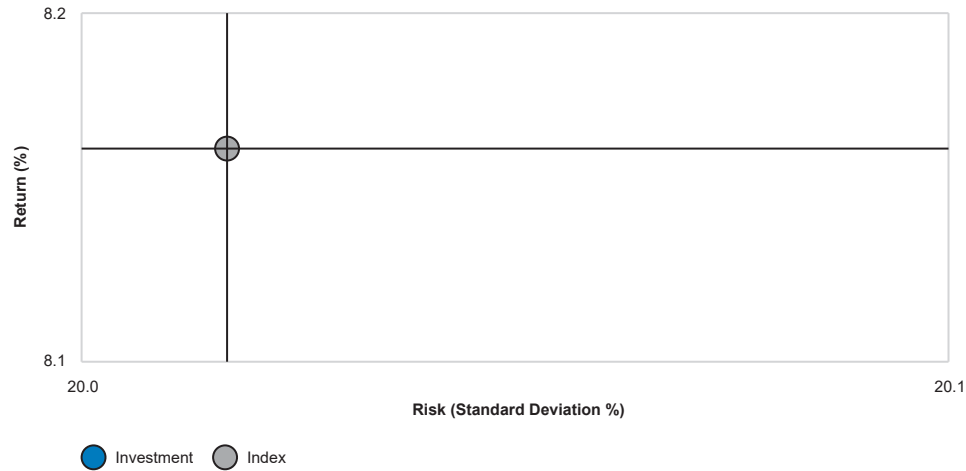 8.2
Return (%)
8.1
20.0
20.1
Risk (Standard Deviation %)
Investment
Index